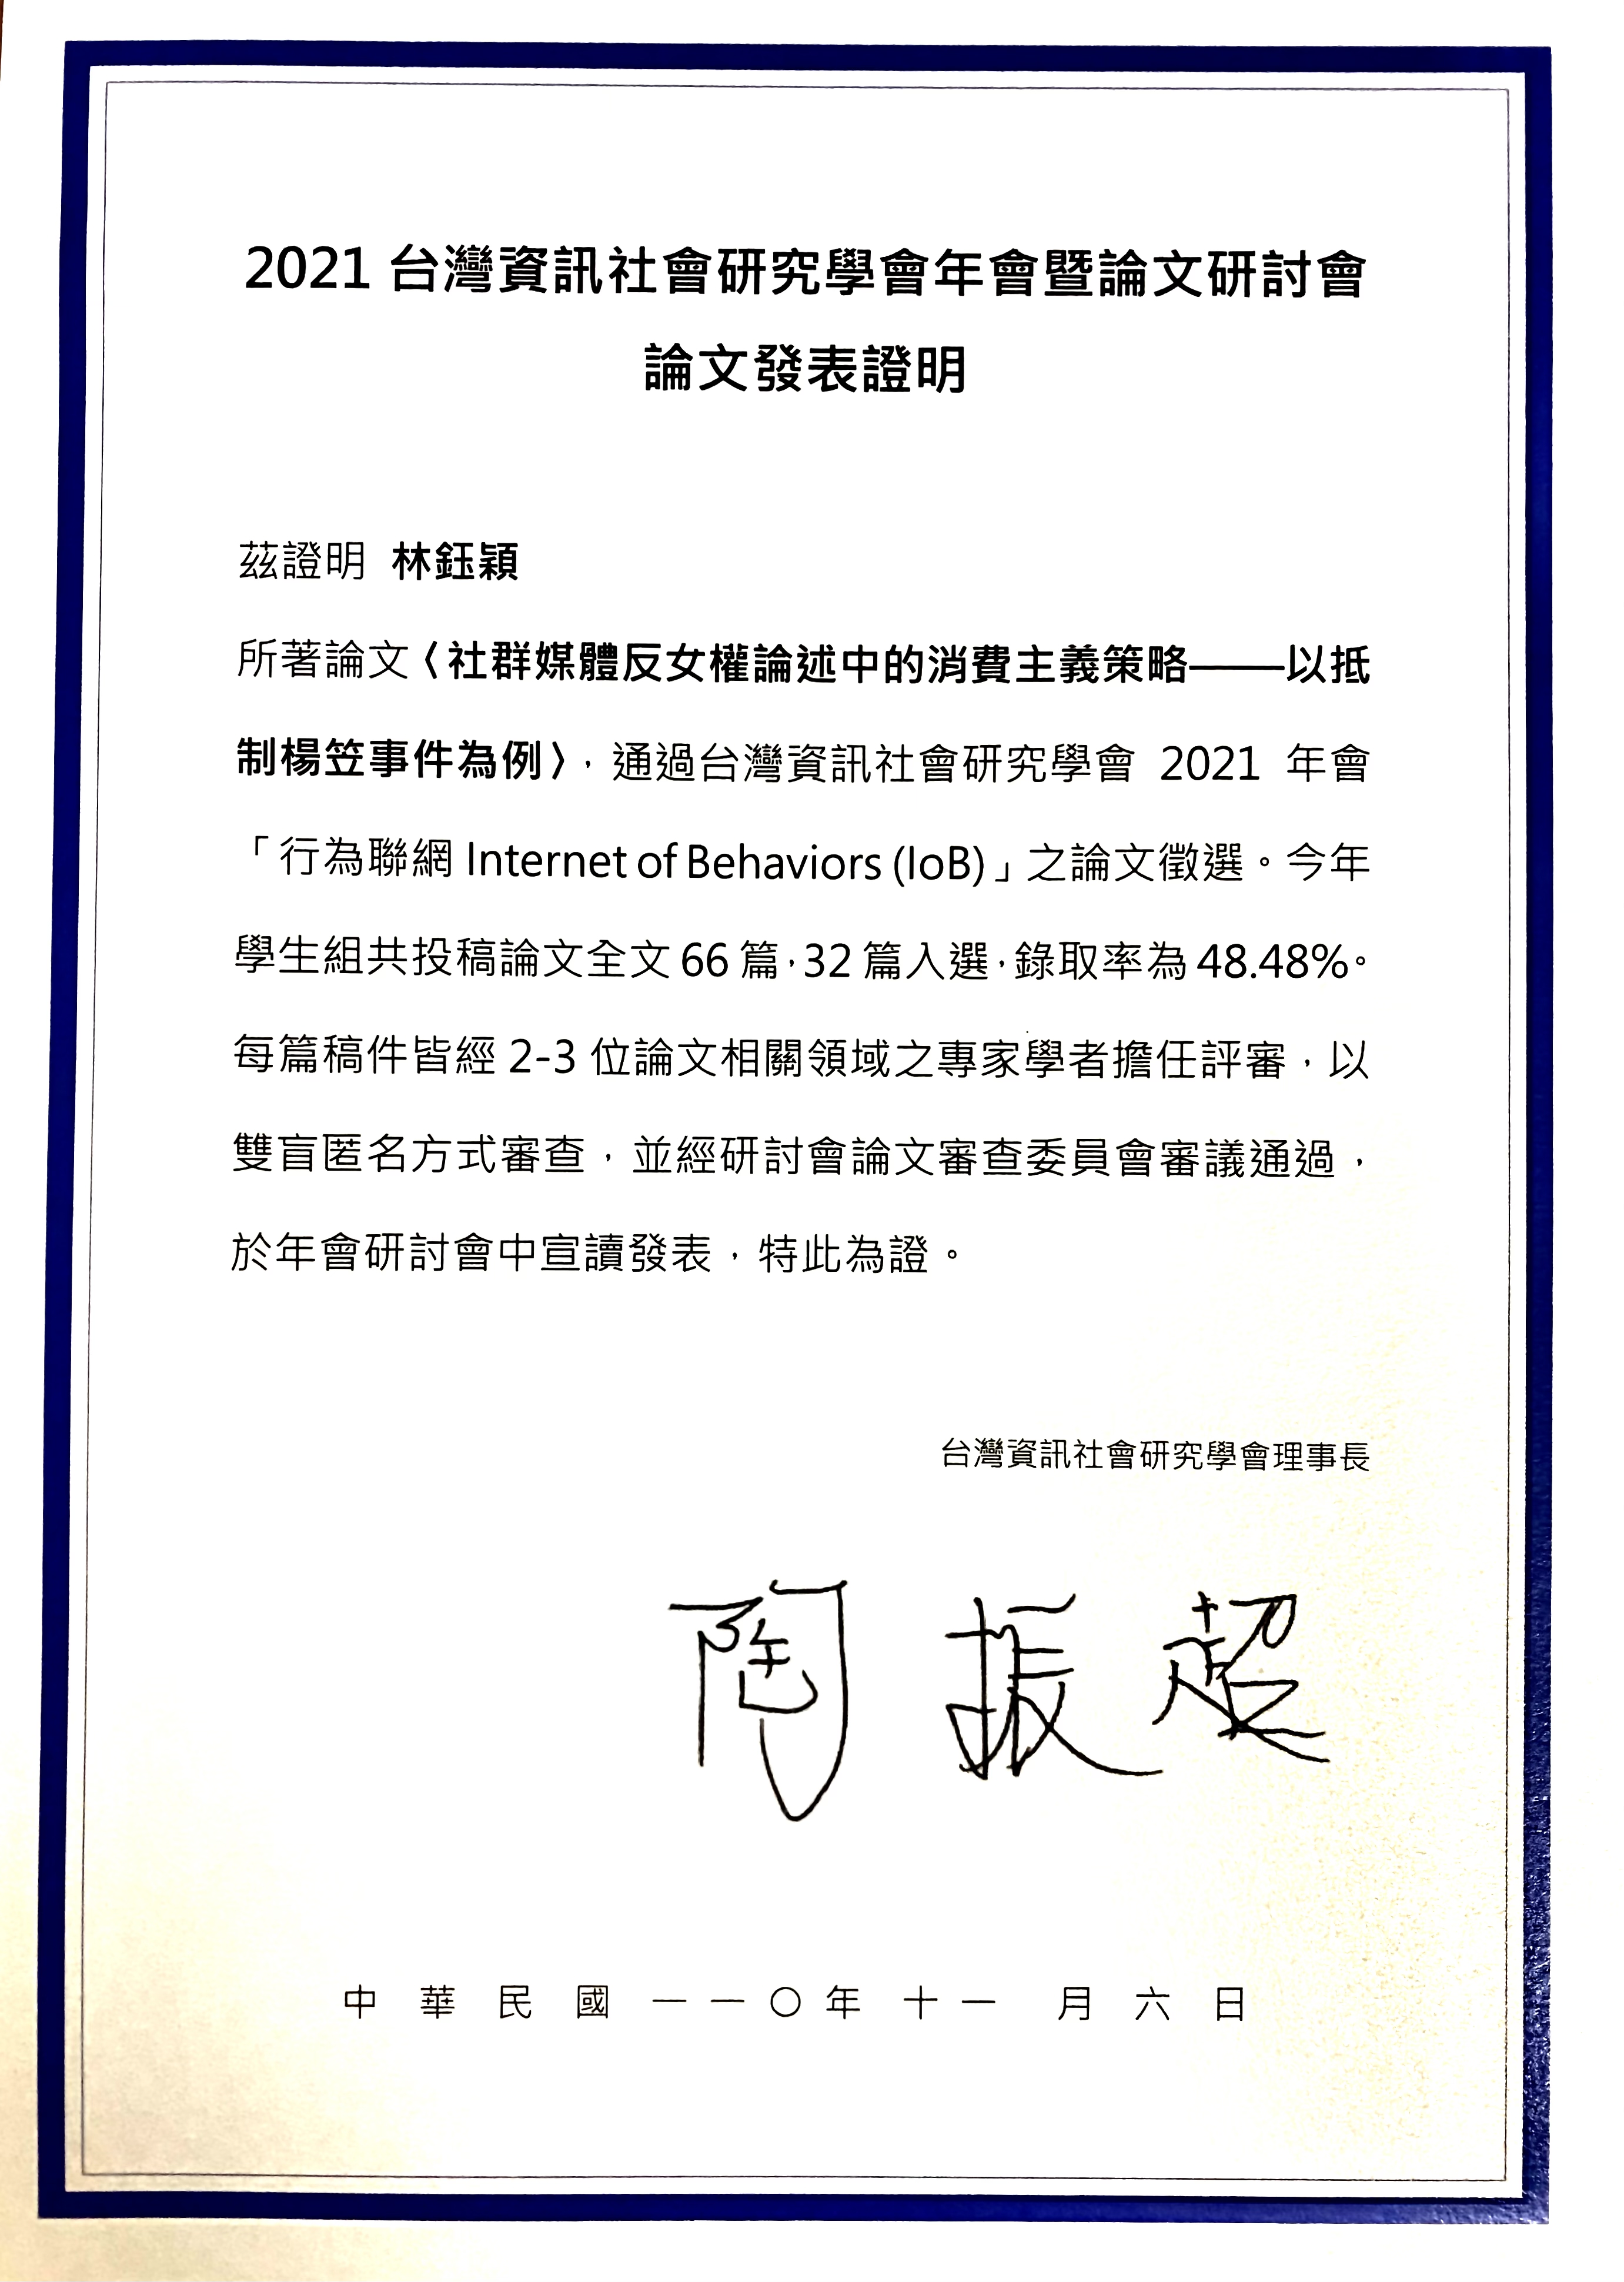 2021 台灣資訊社會研究學會年會暨論文研討會
論文發表證明
茲證明 林鈺穎
所著論文〈社群媒體反女權論述中的消費主義策略——以抵
制楊笠事件為例〉，通過台灣資訊社會研究學會 2021 年會
「行為聯網 Internet of Behaviors (IoB)」之論文徵選。今年
學生組共投稿論文全文 66 篇，32 篇入選，錄取率為 48.48%。
每篇稿件皆經 2-3 位論文相關領域之專家學者擔任評審，以
雙盲匿名方式審查，並經研討會論文審查委員會審議通過，
於年會研討會中宣讀發表，特此為證。
台灣資訊社會研究學會理事長
陶振超
中華民國一一〇年十一月六日